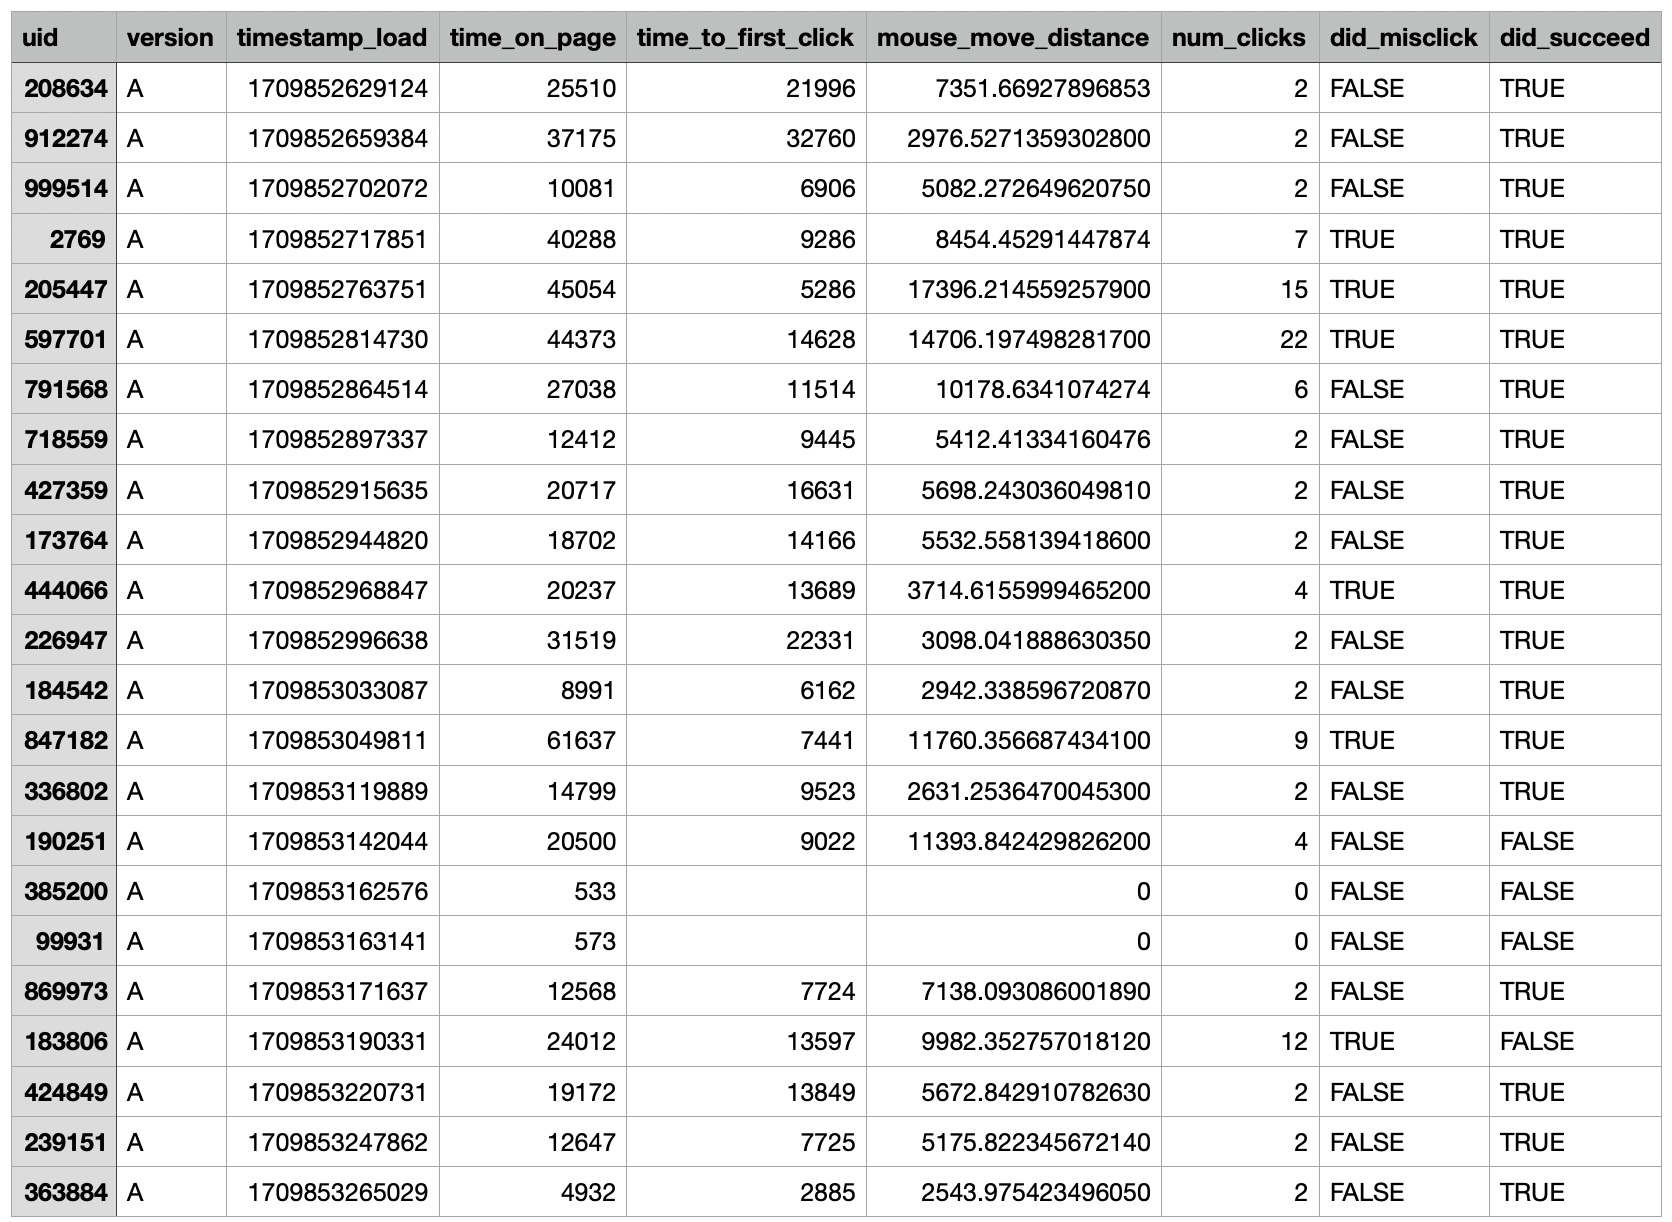 uid version timestamp_load time_on_page time_to_first_click mouse_move_distance num_clicks did_misclick did_succeed
208634 A 1709852629124 25510 21996 7351.66927896853 2 FALSE TRUE
912274 A 1709852659384 37175 32760 2976.5271359302800 2 FALSE TRUE
999514 A 1709852702072 10081 6906 5082.272649620750 2 FALSE TRUE
2769 A 1709852717851 40288 9286 8454.45291447874 7 TRUE TRUE
205447 A 1709852763751 45054 5286 17396.214559257900 15 TRUE TRUE
597701 A 1709852814730 44373 14628 14706.197498281700 22 TRUE TRUE
791568 A 1709852864514 27038 11514 10178.6341074274 6 FALSE TRUE
718559 A 1709852897337 12412 9445 5412.41334160476 2 FALSE TRUE
427359 A 1709852915635 20717 16631 5698.243036049810 2 FALSE TRUE
173764 A 1709852944820 18702 14166 5532.558139418600 2 FALSE TRUE
444066 A 1709852968847 20237 13689 3714.6155999465200 4 TRUE TRUE
226947 A 1709852996638 31519 22331 3098.041888630350 2 FALSE TRUE
184542 A 1709853033087 8991 6162 2942.338596720870 2 FALSE TRUE
847182 A 1709853049811 61637 7441 11760.356687434100 9 TRUE TRUE
336802 A 1709853119889 14799 9523 2631.2536470045300 2 FALSE TRUE
190251 A 1709853142044 20500 9022 11393.842429826200 4 FALSE FALSE
385200 A 1709853162576 533 0 0 FALSE FALSE
99931 A 1709853163141 573 0 0 FALSE FALSE
869973 A 1709853171637 12568 7724 7138.093086001890 2 FALSE TRUE
183806 A 1709853190331 24012 13597 9982.352757018120 12 TRUE FALSE
424849 A 1709853220731 19172 13849 5672.842910782630 2 FALSE TRUE
239151 A 1709853247862 12647 7725 5175.822345672140 2 FALSE TRUE
363884 A 1709853265029 4932 2885 2543.975423496050 2 FALSE TRUE